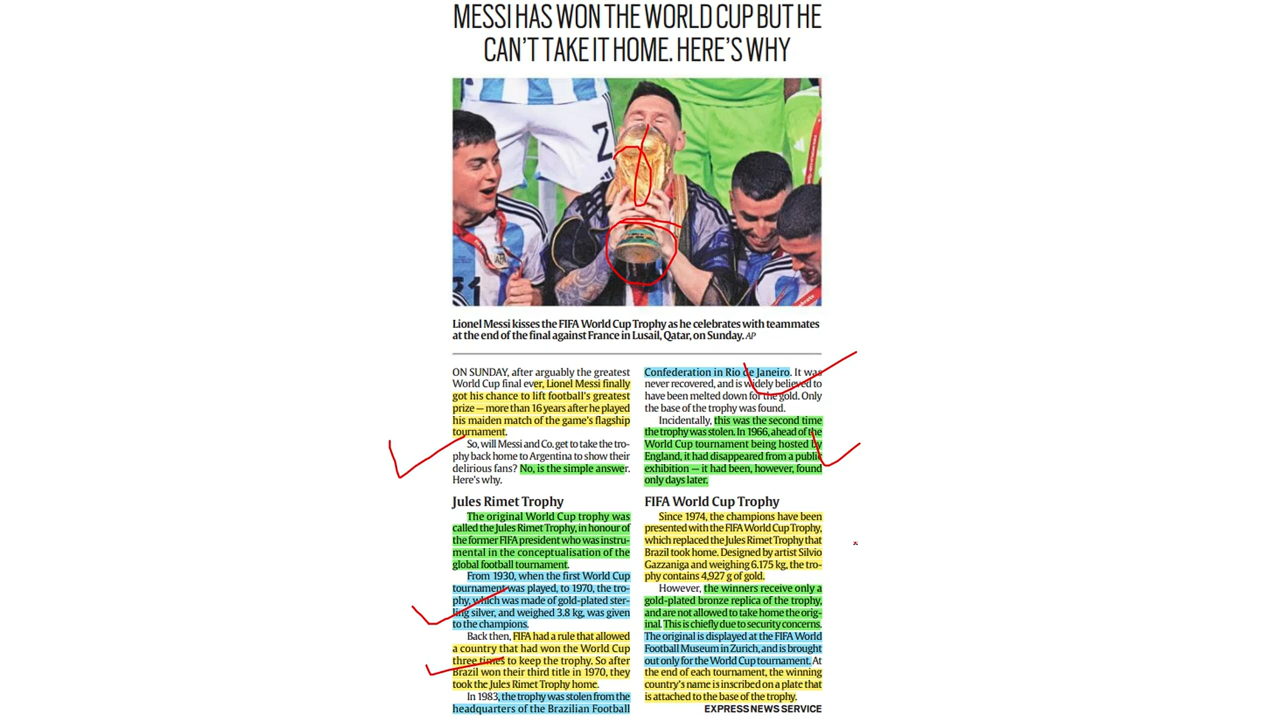 MESSI HAS WON THE WORLD CUP BUT HE
CAN'T TAKE IT HOME. HERE'S WHY
2
AFA
Lionel Messi kisses the FIFA World Cup Trophy as he celebrates with teammates
at the end of the final against France in Lusail, Qatar, on Sunday. AP
ON SUNDAY, after arguably the greatest
World Cup final ever, Lionel Messi finally
got his chance to lift football's greatest
prize — more than 16 years after he played
his maiden match of the game's flagship
tournament.
So, will Messi and Co. get to take the tro-
phy back home to Argentina to show their
delirious fans? No, is the simple answer.
Here's why.
Jules Rimet Trophy
The original World Cup trophy was
called the Jules Rimet Trophy, in honour of
the former FIFA president who was instru-
mental in the conceptualisation of the
global football tournament.
From 1930, when the first World Cup
tournament was played, to 1970, the tro-
phy, which was made of gold-plated ster-
ling silver, and weighed 3.8 kg, was given
to the champions.
Back then, FIFA had a rule that allowed
a country that had won the World Cup
three times to keep the trophy. So after
Brazil won their third title in 1970, they
took the Jules Rimet Trophy home.
In 1983, the trophy was stolen from the
headquarters of the Brazilian Football
Confederation in Rio de Janeiro. It was
never recovered, and is widely believed to
have been melted down for the gold. Only
the base of the trophy was found.
Incidentally, this was the second time
the trophy was stolen. In 1966, ahead of the
World Cup tournament being hosted by
England, it had disappeared from a public
exhibition — it had been, however, found
only days later.
FIFA World Cup Trophy
Since 1974, the champions have been
presented with the FIFA World Cup Trophy,
which replaced the Jules Rimet Trophy that
Brazil took home. Designed by artist Silvio
Gazzaniga and weighing 6.175 kg, the tro-
phy contains 4,927 g of gold.
However, the winners receive only a
gold-plated bronze replica of the trophy,
and are not allowed to take home the orig-
inal. This is chiefly due to security concerns.
The original is displayed at the FIFA World
Football Museum in Zurich, and is brought
out only for the World Cup tournament. At
the end of each tournament, the winning
country's name is inscribed on a plate that
is attached to the base of the trophy.
EXPRESS NEWS SERVICE